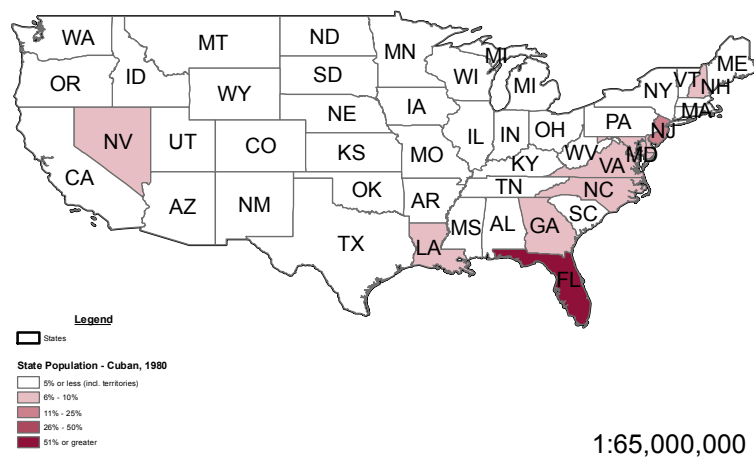 WA
MT
ND
MN
MI
ME
OR
ID
SD
WI
MI
VT
NH
NY
WY
MA
IA
NE
PA
NJ
NV
UT
CO
IL
IN
OH
WV
MD
KS
MO
KY
VA
CA
OK
TN
NC
AZ
NM
AR
SC
MS
AL
GA
TX
LA
FL
Legend
States
State Population - Cuban, 1980
5% or less (incl. territories)
6% - 10%
11% - 25%
26% - 50%
51% or greater
1:65,000,000